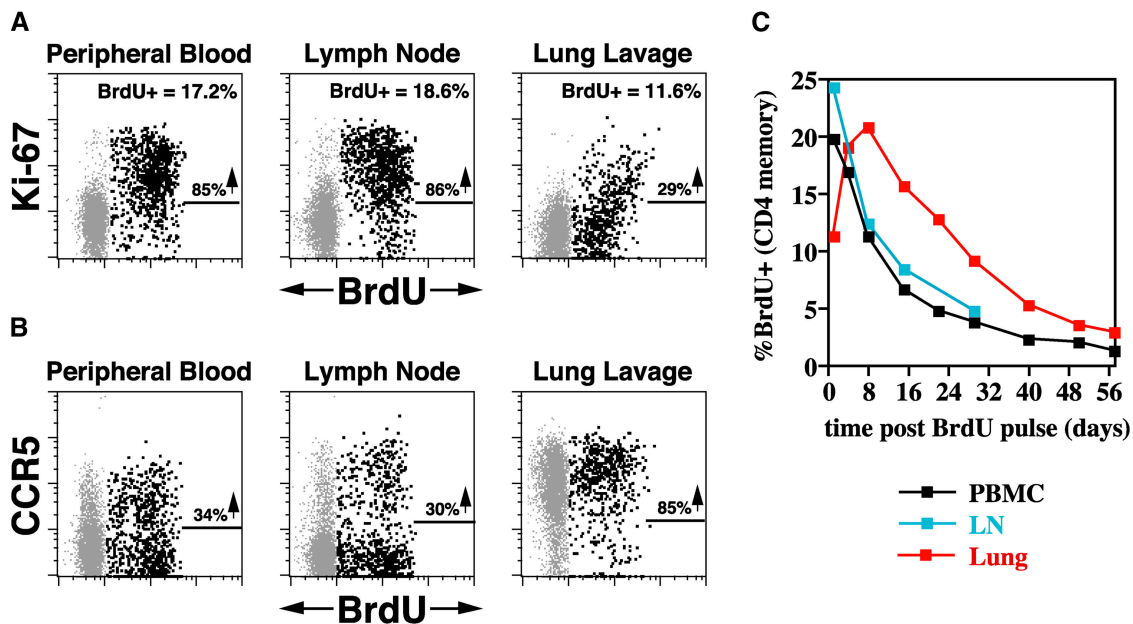 A
Peripheral Blood
Lymph Node
Lung Lavage
BrdU+ = 17.2%
BrdU+ = 18.6%
BrdU+ = 11.6%
Ki-67
85%
86%
29%
BrdU
B
Peripheral Blood
Lymph Node
Lung Lavage
CCR5
34%
30%
85%
BrdU
C
%BrdU+ (CD4 memory)
25
20
15
10
5
0
0 8 16 24 32 40 48 56
time post BrdU pulse (days)
PBMC
LN
Lung